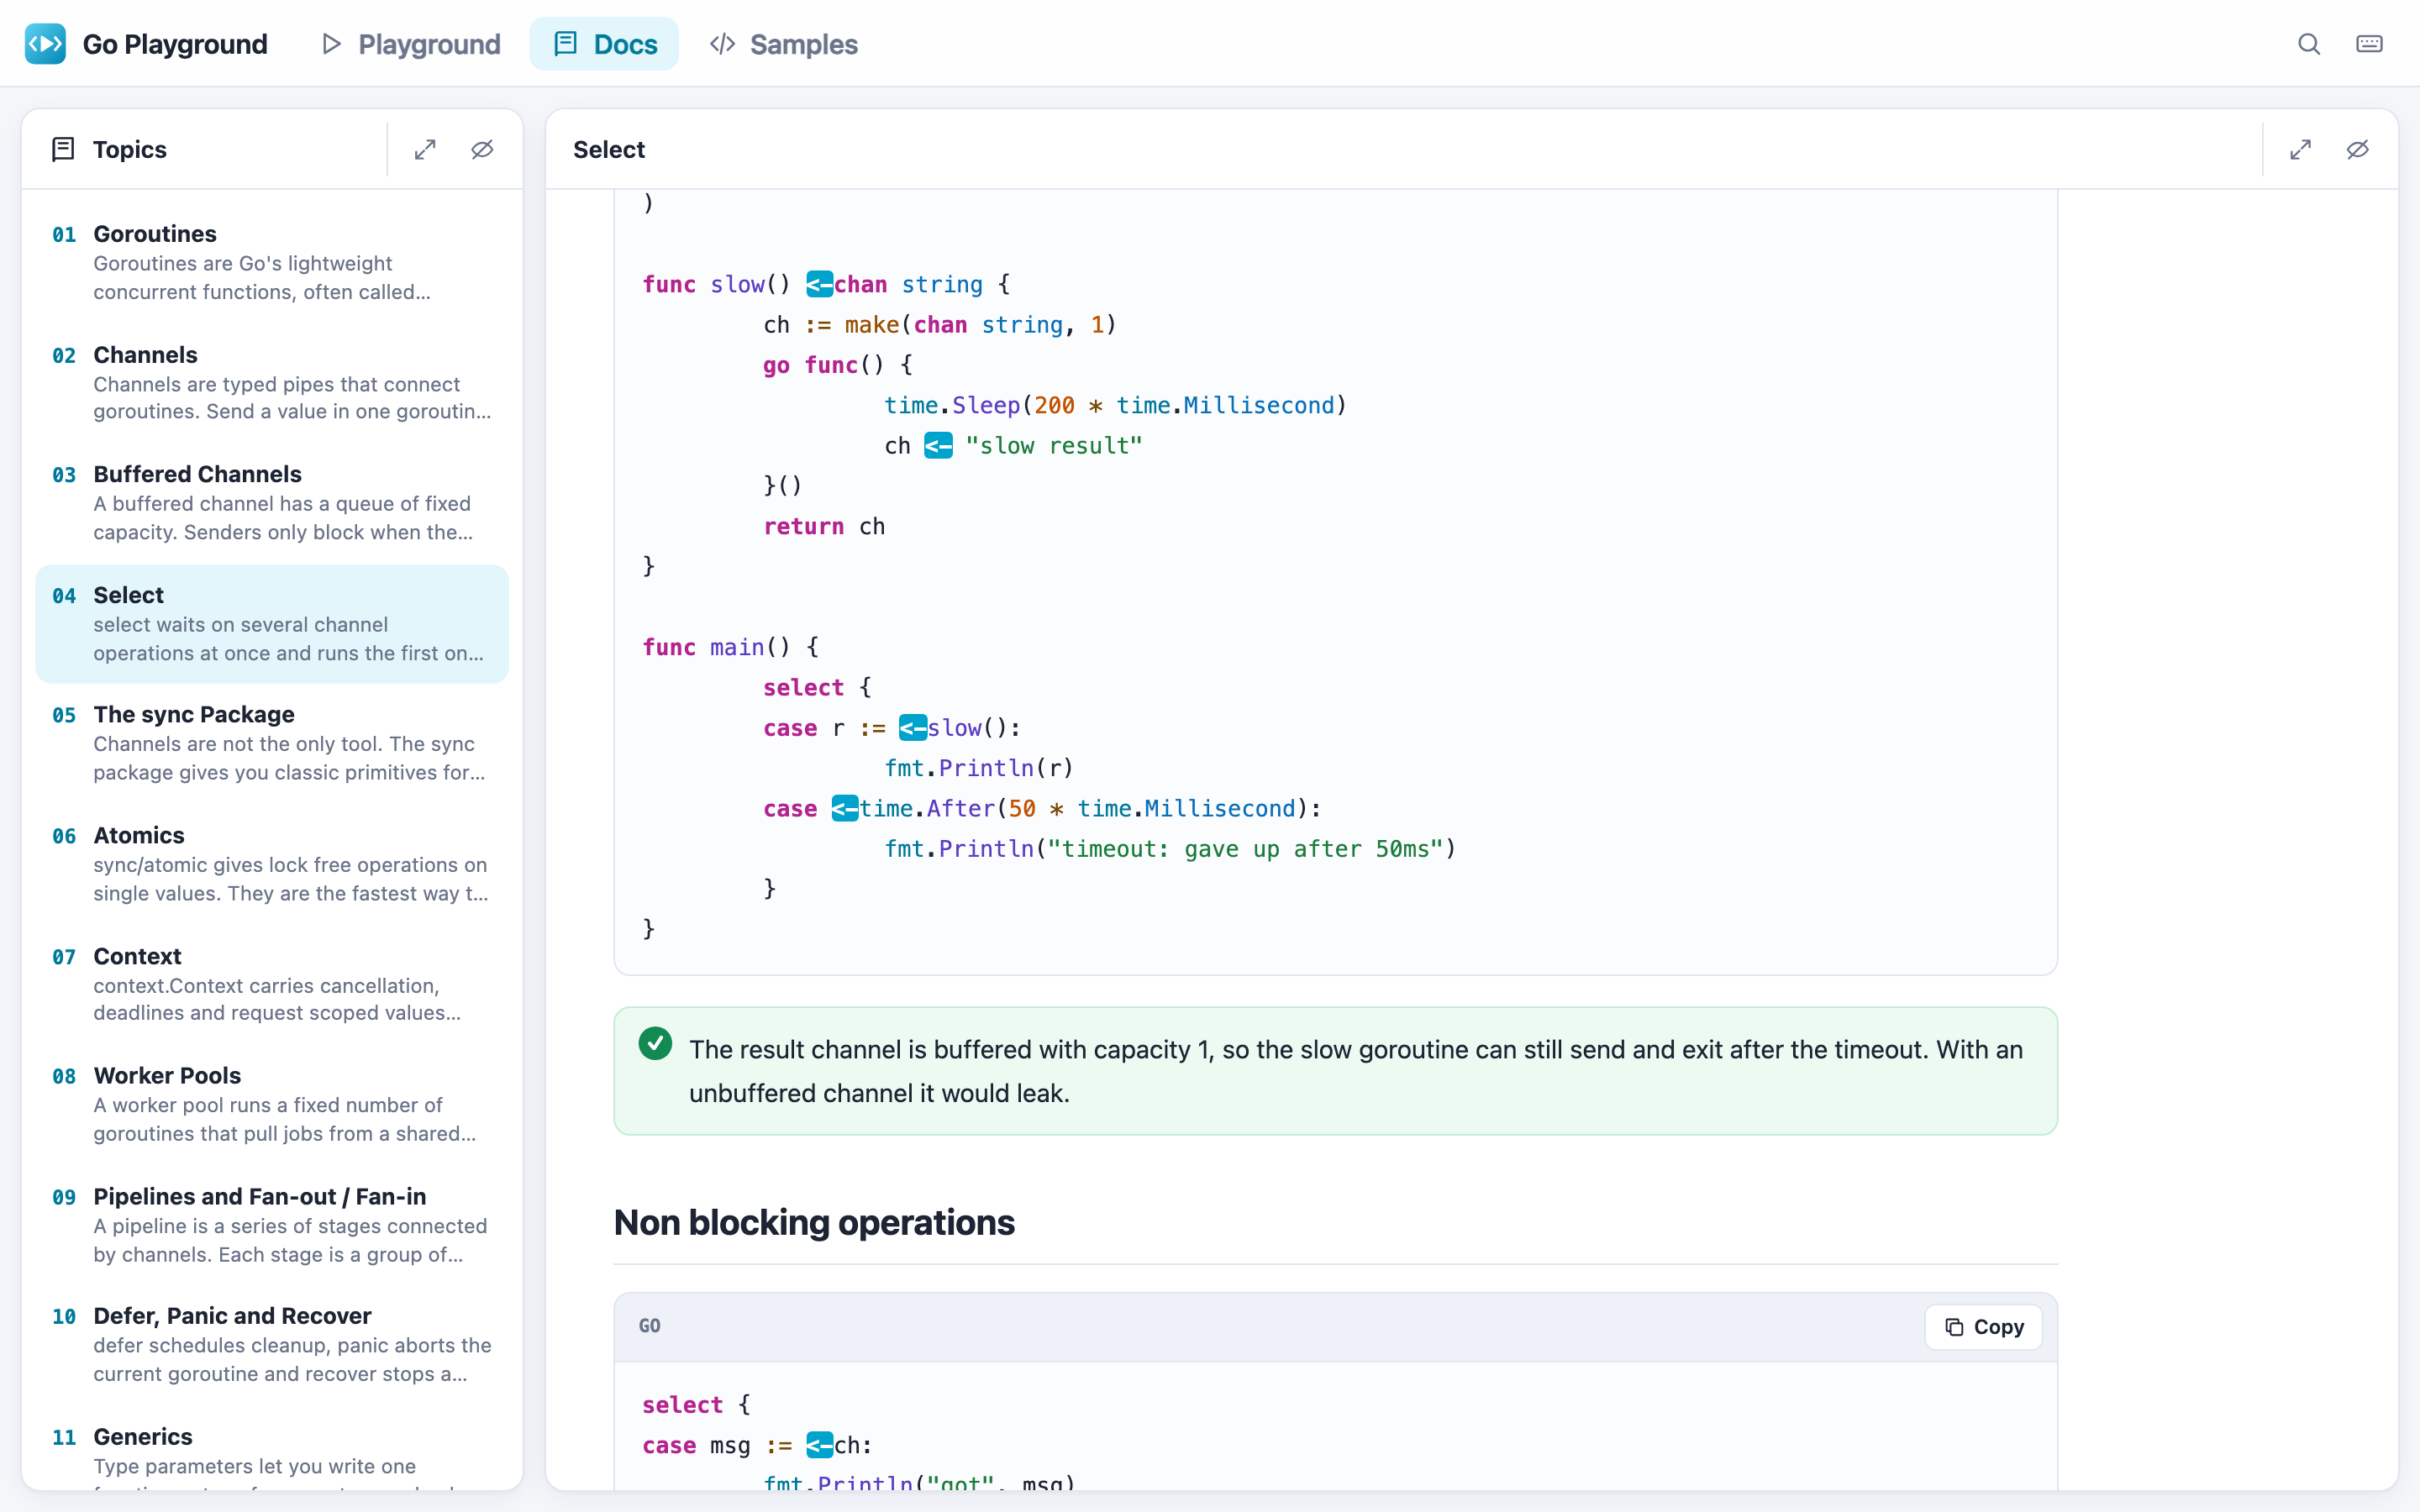 Go Playground
Playground
Docs
Samples
Topics
01 Goroutines
Goroutines are Go's lightweight
concurrent functions, often called...
02 Channels
Channels are typed pipes that connect
goroutines. Send a value in one goroutin...
03 Buffered Channels
A buffered channel has a queue of fixed
capacity. Senders only block when the...
04 Select
select waits on several channel
operations at once and runs the first on...
05 The sync Package
Channels are not the only tool. The sync
package gives you classic primitives for...
06 Atomics
sync/atomic gives lock free operations on
single values. They are the fastest way t...
07 Context
context.Context carries cancellation,
deadlines and request scoped values...
08 Worker Pools
A worker pool runs a fixed number of
goroutines that pull jobs from a shared...
09 Pipelines and Fan-out / Fan-in
A pipeline is a series of stages connected
by channels. Each stage is a group of...
10 Defer, Panic and Recover
defer schedules cleanup, panic aborts the
current goroutine and recover stops a...
11 Generics
Type parameters let you write one
Select
)
func slow() <-chan string {
	ch := make(chan string, 1)
	go func() {
		time.Sleep(200 * time.Millisecond)
		ch <- "slow result"
	}()
	return ch
}
func main() {
	select {
	case r := <-slow():
		fmt.Println(r)
	case <-time.After(50 * time.Millisecond):
		fmt.Println("timeout: gave up after 50ms")
	}
}
The result channel is buffered with capacity 1, so the slow goroutine can still send and exit after the timeout. With an
unbuffered channel it would leak.
Non blocking operations
GO
Copy
select {
case msg := <-ch:
	fmt.Println("got", msg)